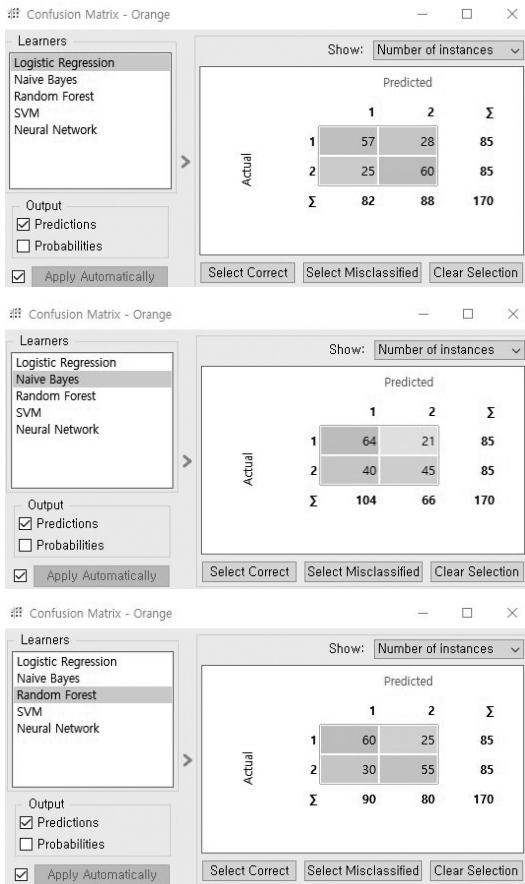 Confusion Matrix - Orange
Learners
Logistic Regression
Naive Bayes
Random Forest
SVM
Neural Network
Output
Predictions
Probabilities
Apply Automatically
Show: Number of instances
Predicted
1 2 Σ
Actual
1 57 28 85
2 25 60 85
Σ 82 88 170
Select Correct Select Misclassified Clear Selection
Confusion Matrix - Orange
Learners
Logistic Regression
Naive Bayes
Random Forest
SVM
Neural Network
Output
Predictions
Probabilities
Apply Automatically
Show: Number of instances
Predicted
1 2 Σ
Actual
1 64 21 85
2 40 45 85
Σ 104 66 170
Select Correct Select Misclassified Clear Selection
Confusion Matrix - Orange
Learners
Logistic Regression
Naive Bayes
Random Forest
SVM
Neural Network
Output
Predictions
Probabilities
Apply Automatically
Show: Number of instances
Predicted
1 2 Σ
Actual
1 60 25 85
2 30 55 85
Σ 90 80 170
Select Correct Select Misclassified Clear Selection